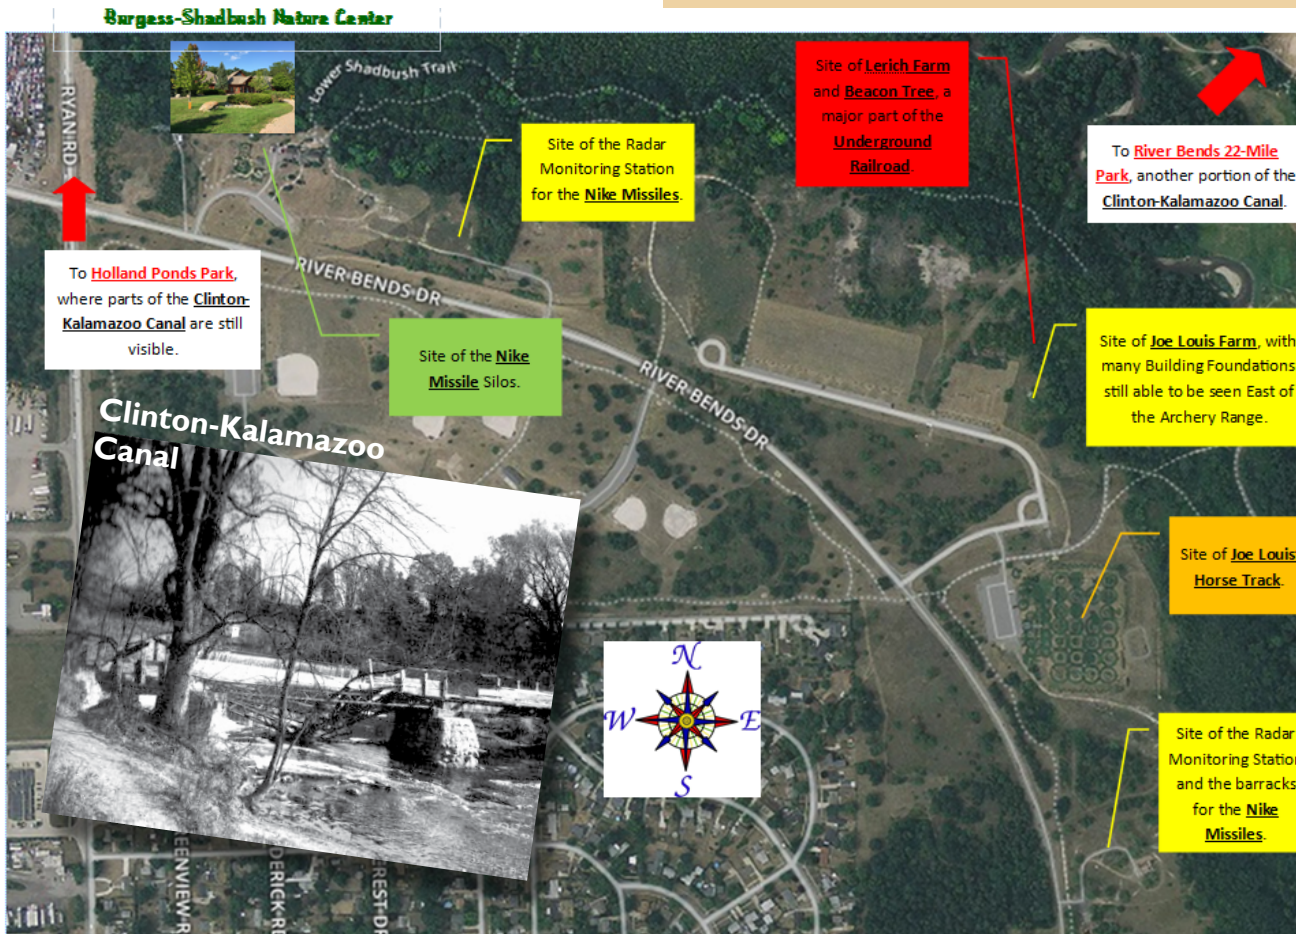 Burgess-Shadbush Nature Center
RYAN RD
Lower Shadbush Trail
Site of Lerich Farm
and Beacon Tree, a
major part of the
Underground
Railroad.
Site of the Radar
Monitoring Station
for the Nike Missiles.
To River Bends 22-Mile
Park, another portion of the
Clinton-Kalamazoo Canal.
To Holland Ponds Park,
where parts of the Clinton-
Kalamazoo Canal are still
visible.
RIVER BENDS DR
Site of the Nike
Missile Silos.
RIVER BENDS DR
Site of Joe Louis Farm, with
many Building Foundations
still able to be seen East of
the Archery Range.
Clinton-Kalamazoo
Canal
Site of Joe Louis'
Horse Track.
N
W E
S
Site of the Radar
Monitoring Station
and the barracks
for the Nike
Missiles.
EENVIEW R
DERICK RD
REST DR